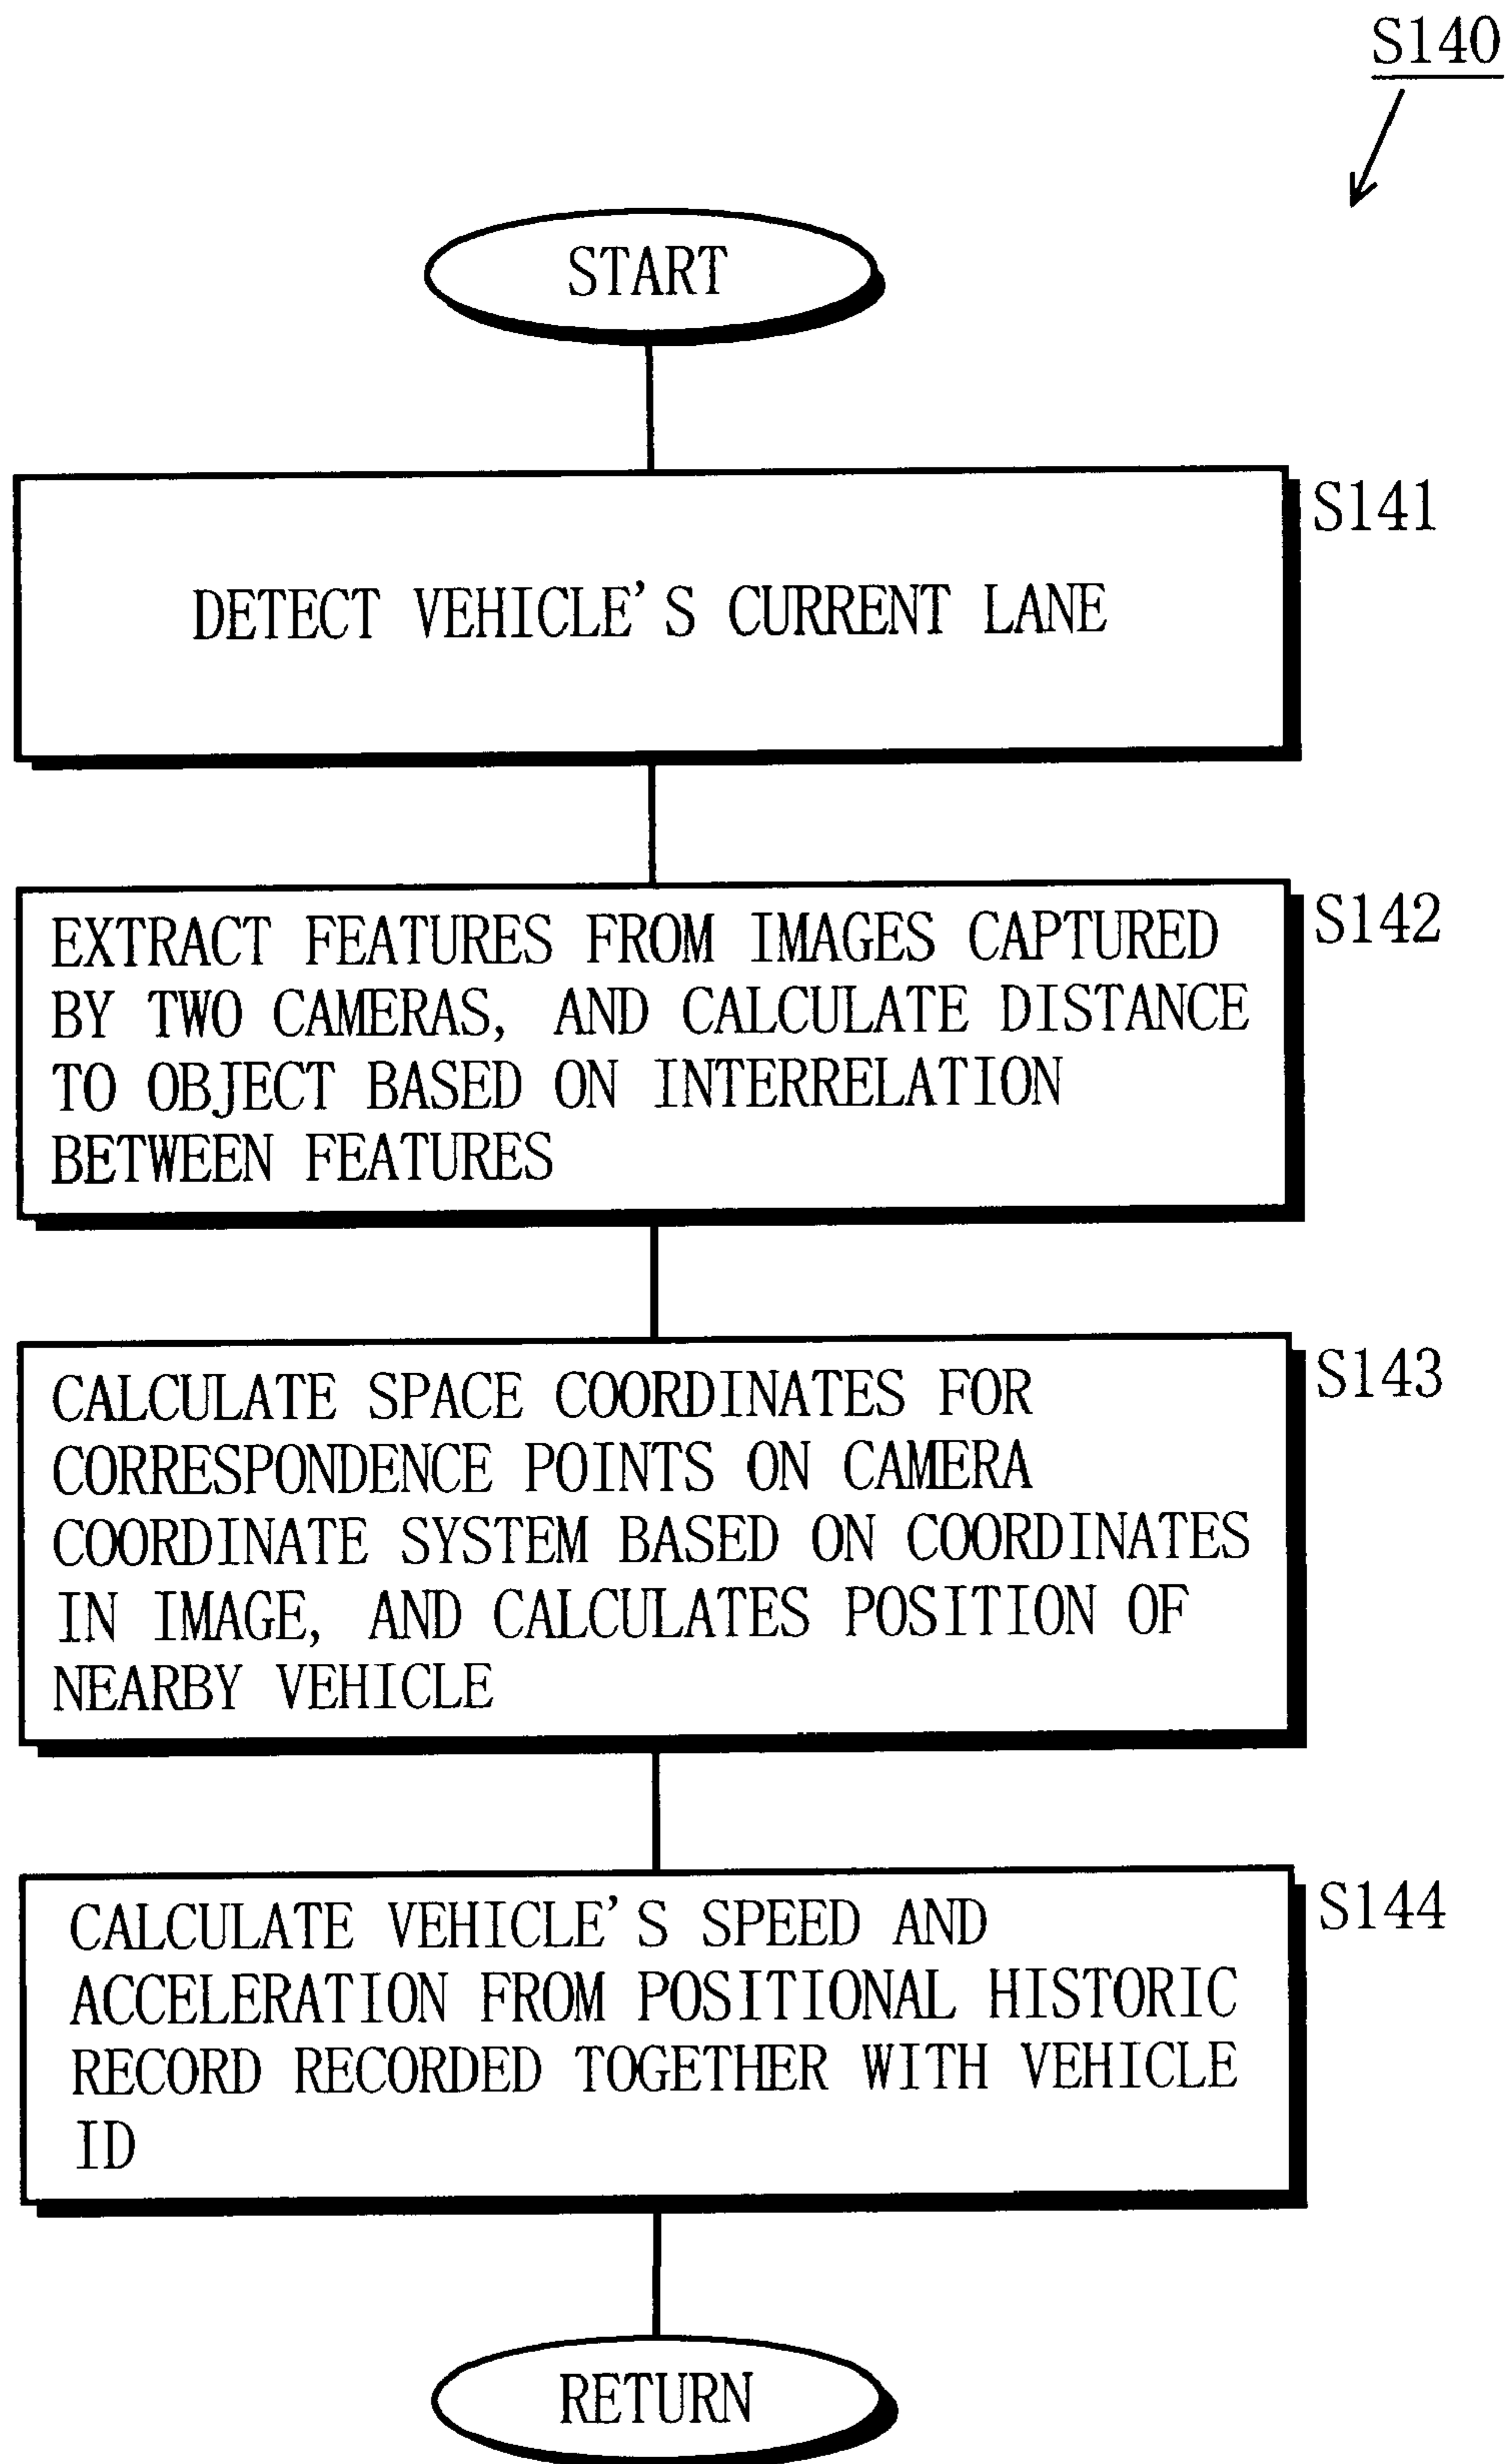 S140
START
S141
DETECT VEHICLE'S CURRENT LANE
S142
EXTRACT FEATURES FROM IMAGES CAPTURED
BY TWO CAMERAS, AND CALCULATE DISTANCE
TO OBJECT BASED ON INTERRELATION
BETWEEN FEATURES
S143
CALCULATE SPACE COORDINATES FOR
CORRESPONDENCE POINTS ON CAMERA
COORDINATE SYSTEM BASED ON COORDINATES
IN IMAGE, AND CALCULATES POSITION OF
NEARBY VEHICLE
S144
CALCULATE VEHICLE'S SPEED AND
ACCELERATION FROM POSITIONAL HISTORIC
RECORD RECORDED TOGETHER WITH VEHICLE
ID
RETURN